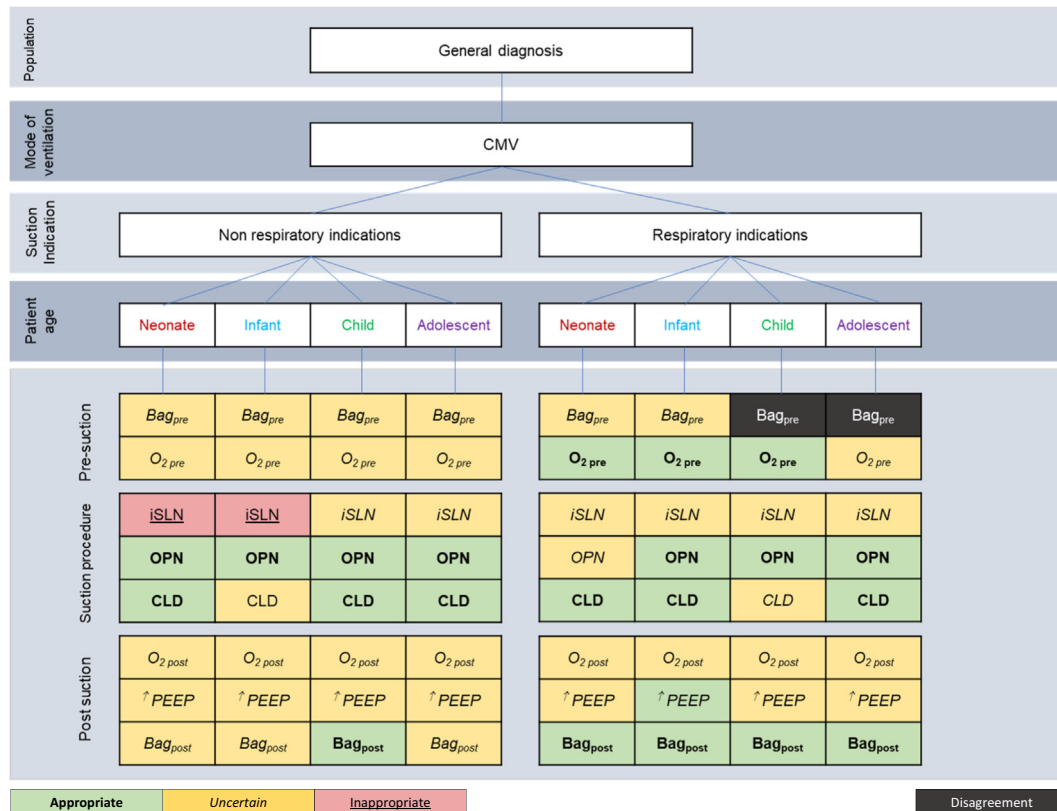 Population
General diagnosis
Mode of
ventilation
CMV
Suction
Indication
Non respiratory indications Respiratory indications
Patient
age
Neonate Infant Child Adolescent Neonate Infant Child Adolescent
Pre-suction
Bagpre Bagpre Bagpre Bagpre Bagpre Bagpre Bagpre Bagpre
O2 pre O2 pre O2 pre O2 pre O2 pre O2 pre O2 pre O2 pre
Suction procedure
iSLN iSLN iSLN iSLN iSLN iSLN iSLN iSLN
OPN OPN OPN OPN OPN OPN OPN OPN
CLD CLD CLD CLD CLD CLD CLD CLD
Post suction
O2 post O2 post O2 post O2 post O2 post O2 post O2 post O2 post
↑PEEP ↑PEEP ↑PEEP ↑PEEP ↑PEEP ↑PEEP ↑PEEP ↑PEEP
Bagpost Bagpost Bagpost Bagpost Bagpost Bagpost Bagpost Bagpost
Appropriate Uncertain Inappropriate Disagreement